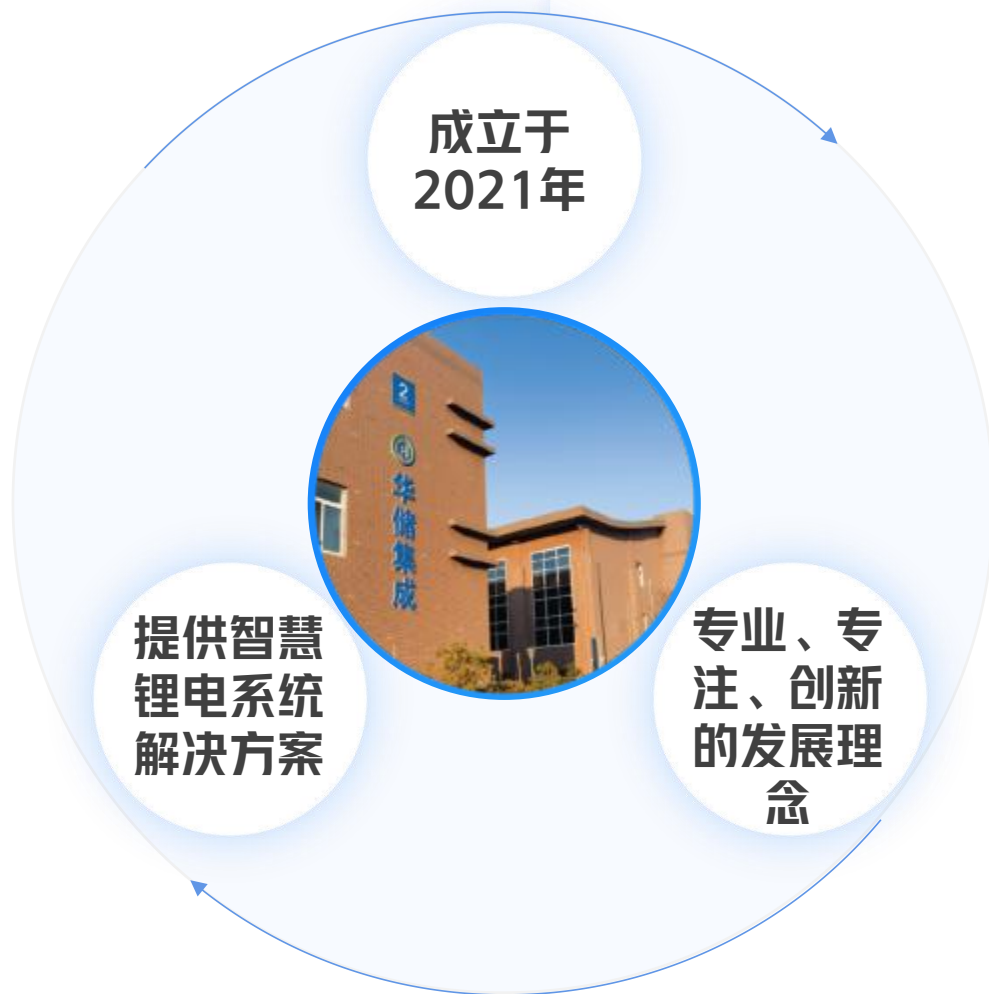 成立于
2021年
2
华储集成
提供智慧
锂电系统
解决方案
专业、专
注、创新
的发展理
念